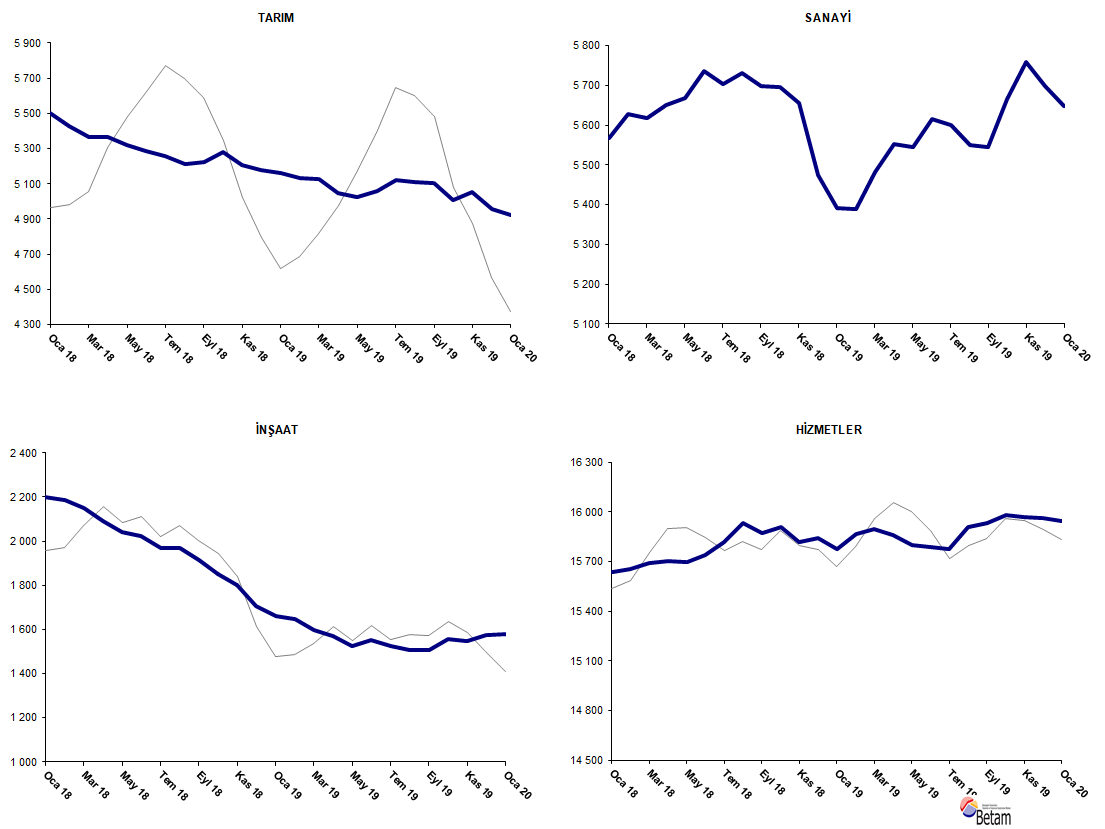 TARIM
5 900
5 700
5 500
5 300
5 100
4 900
4 700
4 500
4 300
Oca 18
Mar 18
May 18
Tem 18
Eyl 18
Kas 18
Oca 19
Mar 19
May 19
Tem 19
Eyl 19
Kas 19
Oca 20
SANAYİ
5 800
5 700
5 600
5 500
5 400
5 300
5 200
5 100
Oca 18
Mar 18
May 18
Tem 18
Eyl 18
Kas 18
Oca 19
Mar 19
May 19
Tem 19
Eyl 19
Kas 19
Oca 20
İNŞAAT
2 400
2 200
2 000
1 800
1 600
1 400
1 200
1 000
Oca 18
Mar 18
May 18
Tem 18
Eyl 18
Kas 18
Oca 19
Mar 19
May 19
Tem 19
Eyl 19
Kas 19
Oca 20
HİZMETLER
16 300
16 000
15 700
15 400
15 100
14 800
14 500
Oca 18
Mar 18
May 18
Tem 18
Eyl 18
Kas 18
Oca 19
Mar 19
May 19
Tem 19
Eyl 19
Kas 19
Oca 20
Betam